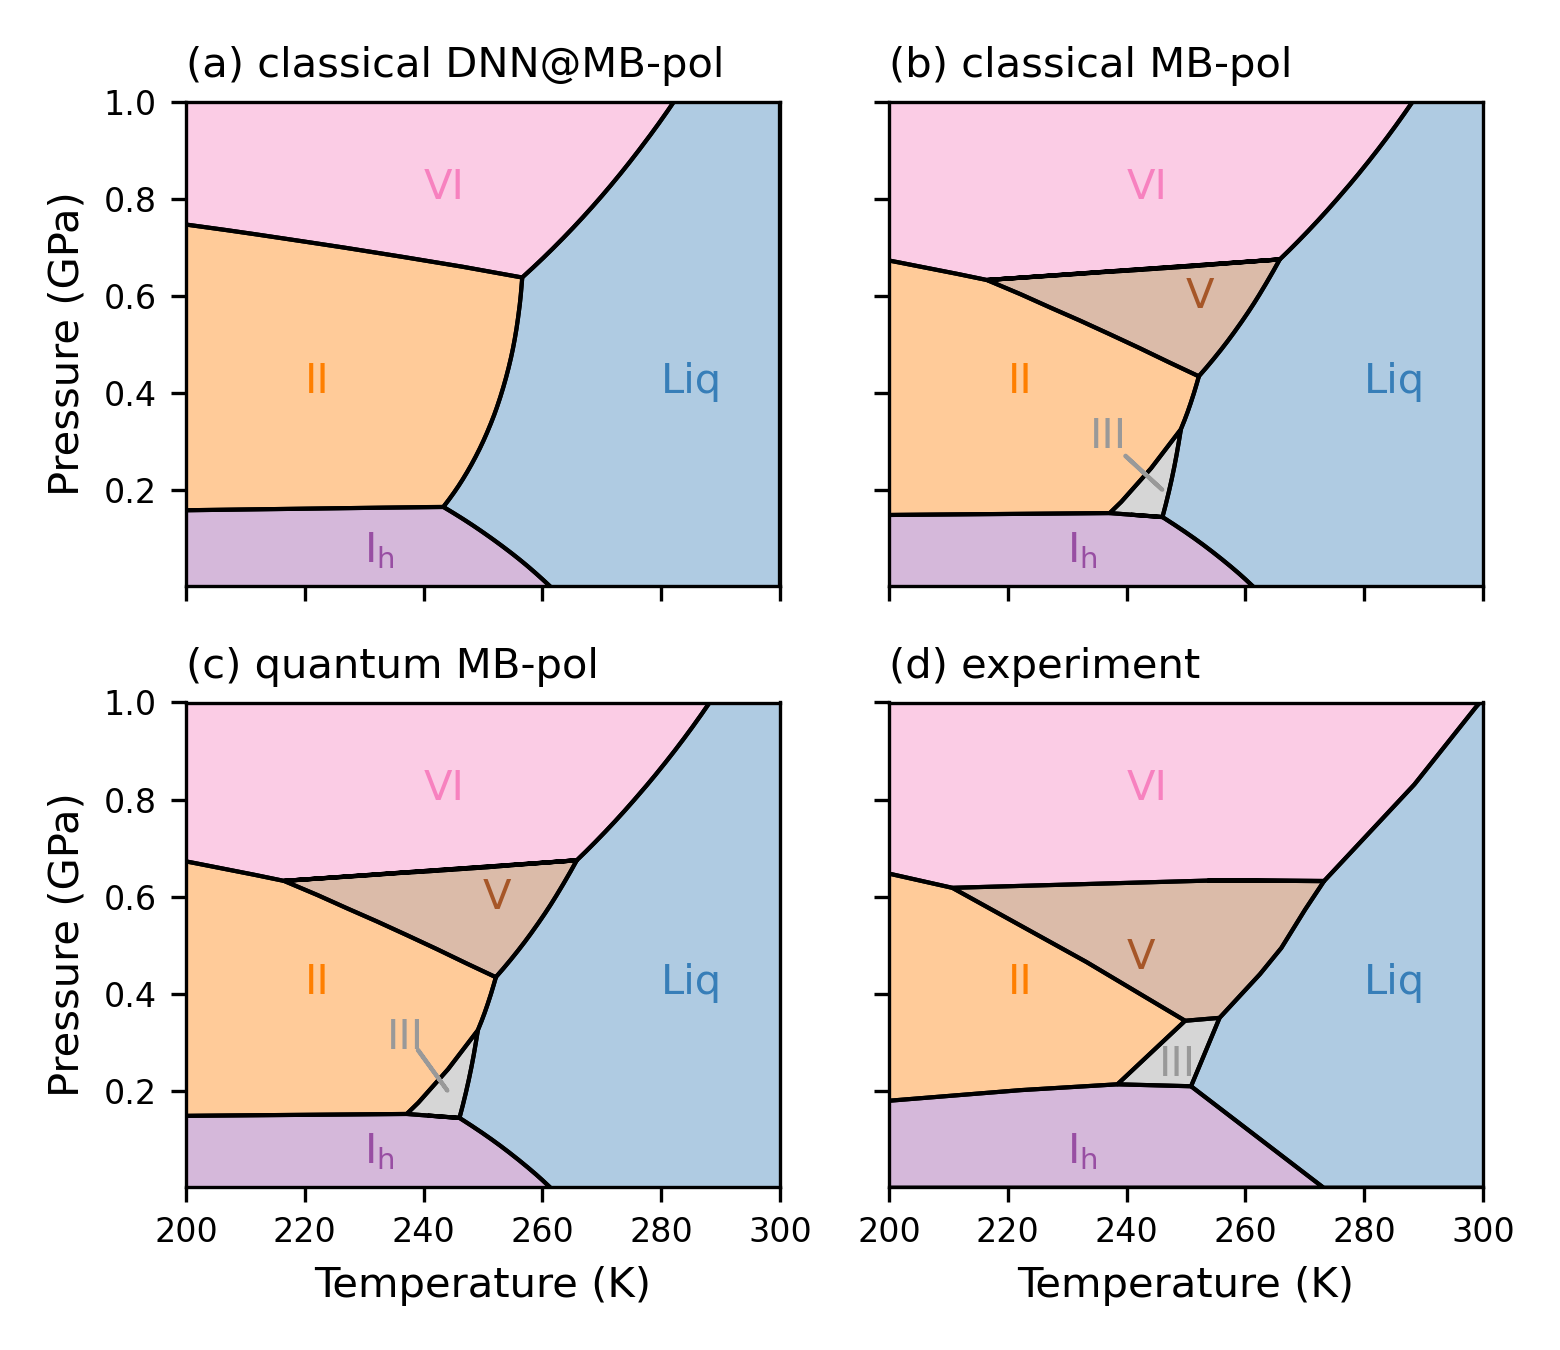 (a) classical DNN@MB-pol
(b) classical MB-pol
Pressure (GPa)
1.0
0.8
0.6
0.4
0.2
VI
II
Liq
Ih
VI
V
II
III
Liq
Ih
(c) quantum MB-pol
(d) experiment
Pressure (GPa)
1.0
0.8
0.6
0.4
0.2
VI
V
II
III
Liq
Ih
VI
V
II
III
Liq
Ih
200 220 240 260 280 300
200 220 240 260 280 300
Temperature (K)
Temperature (K)